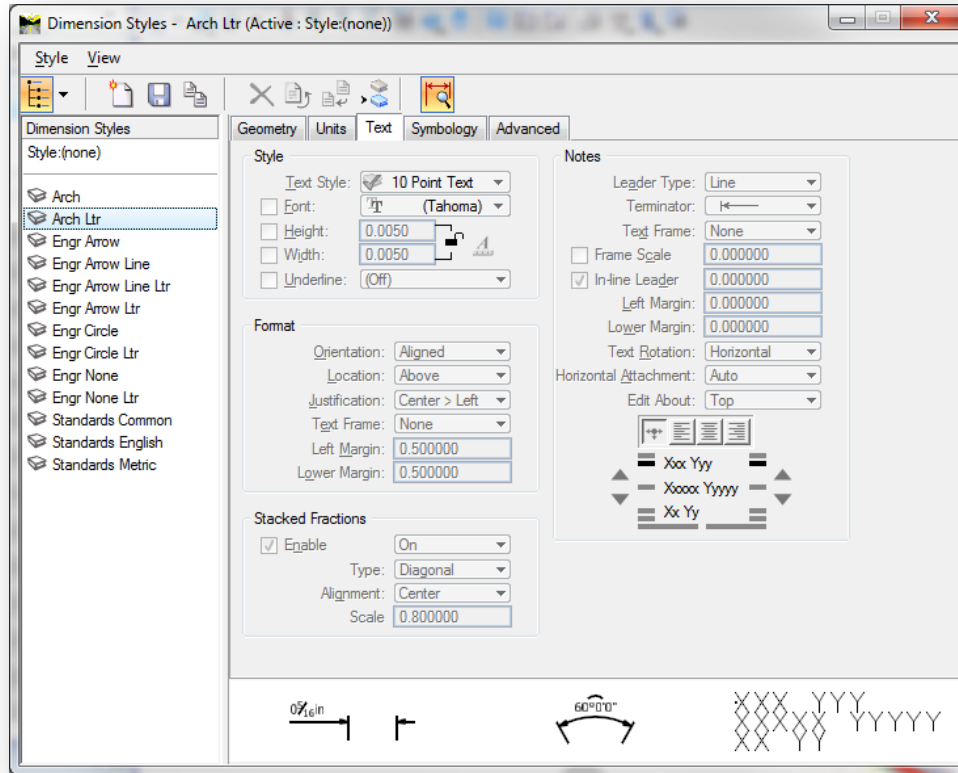 Dimension Styles - Arch Ltr (Active : Style:(none))
Style View
Dimension Styles
Style:(none)
Arch
Arch Ltr
Engr Arrow
Engr Arrow Line
Engr Arrow Line Ltr
Engr Arrow Ltr
Engr Circle
Engr Circle Ltr
Engr None
Engr None Ltr
Standards Common
Standards English
Standards Metric
Geometry Units Text Symbology Advanced
Style
Text Style: 10 Point Text
Font: (Tahoma)
Height: 0.0050
Width: 0.0050
Underline: (Off)
Format
Orientation: Aligned
Location: Above
Justification: Center > Left
Text Frame: None
Left Margin: 0.500000
Lower Margin: 0.500000
Stacked Fractions
Enable On
Type: Diagonal
Alignment: Center
Scale 0.800000
Notes
Leader Type: Line
Terminator:
Text Frame: None
Frame Scale 0.000000
In-line Leader 0.000000
Left Margin: 0.000000
Lower Margin: 0.000000
Text Rotation: Horizontal
Horizontal Attachment: Auto
Edit About: Top
Xxx Yyy
Xxxxx Yyyyy
Xx Yy
60°0'0"
XXX YYY
XXXXX YYYYY
XX YY